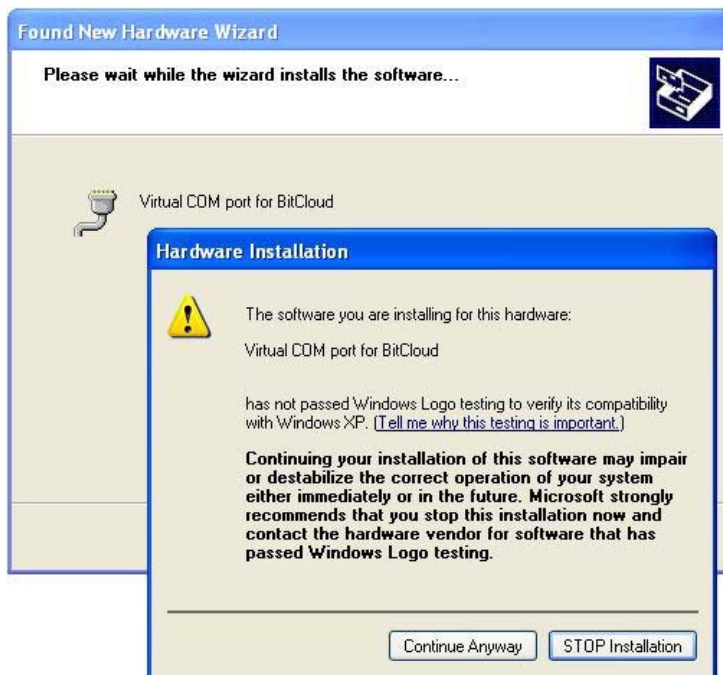 Found New Hardware Wizard
Please wait while the wizard installs the software...
Virtual COM port for BitCloud
Hardware Installation
The software you are installing for this hardware:
Virtual COM port for BitCloud
has not passed Windows Logo testing to verify its compatibility
with Windows XP. (Tell me why this testing is important.)
Continuing your installation of this software may impair
or destabilize the correct operation of your system
either immediately or in the future. Microsoft strongly
recommends that you stop this installation now and
contact the hardware vendor for software that has
passed Windows Logo testing.
Continue Anyway
STOP Installation